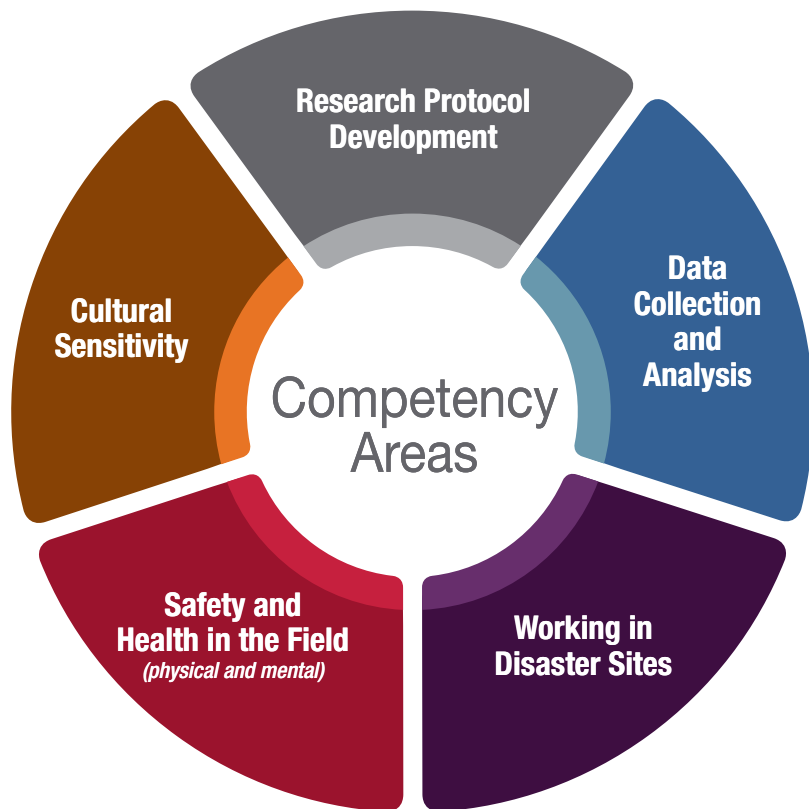 Research Protocol
Development
Data
Collection
and
Analysis
Working in
Disaster Sites
Safety and
Health in the Field
(physical and mental)
Cultural
Sensitivity
Competency
Areas